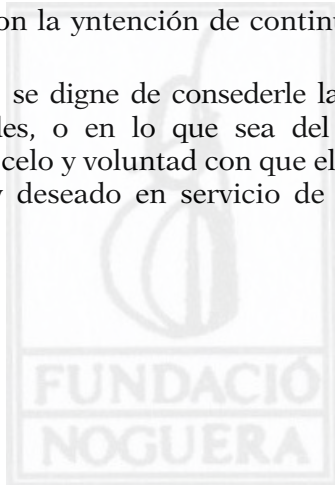 on la yntención de contin
se digne de consederle la
les, o en lo que sea del
celo y voluntad con que el
deseado en servicio de
FUNDACIÓ
NOGUERA